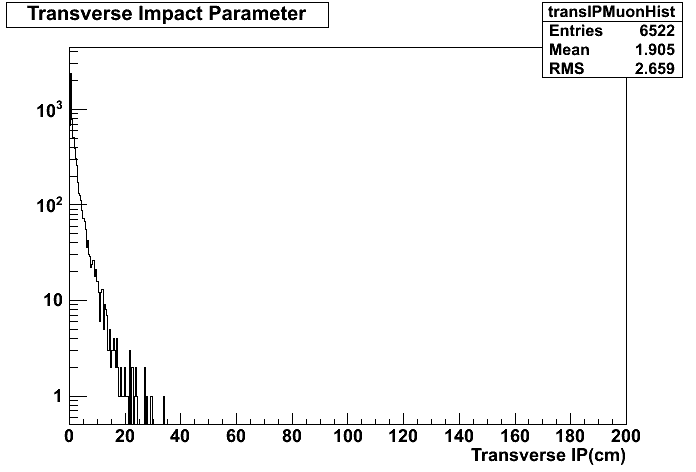 Transverse Impact Parameter
transIPMuonHist
Entries 6522
Mean 1.905
RMS 2.659
10³
10²
10
1
0 20 40 60 80 100 120 140 160 180 200
Transverse IP(cm)